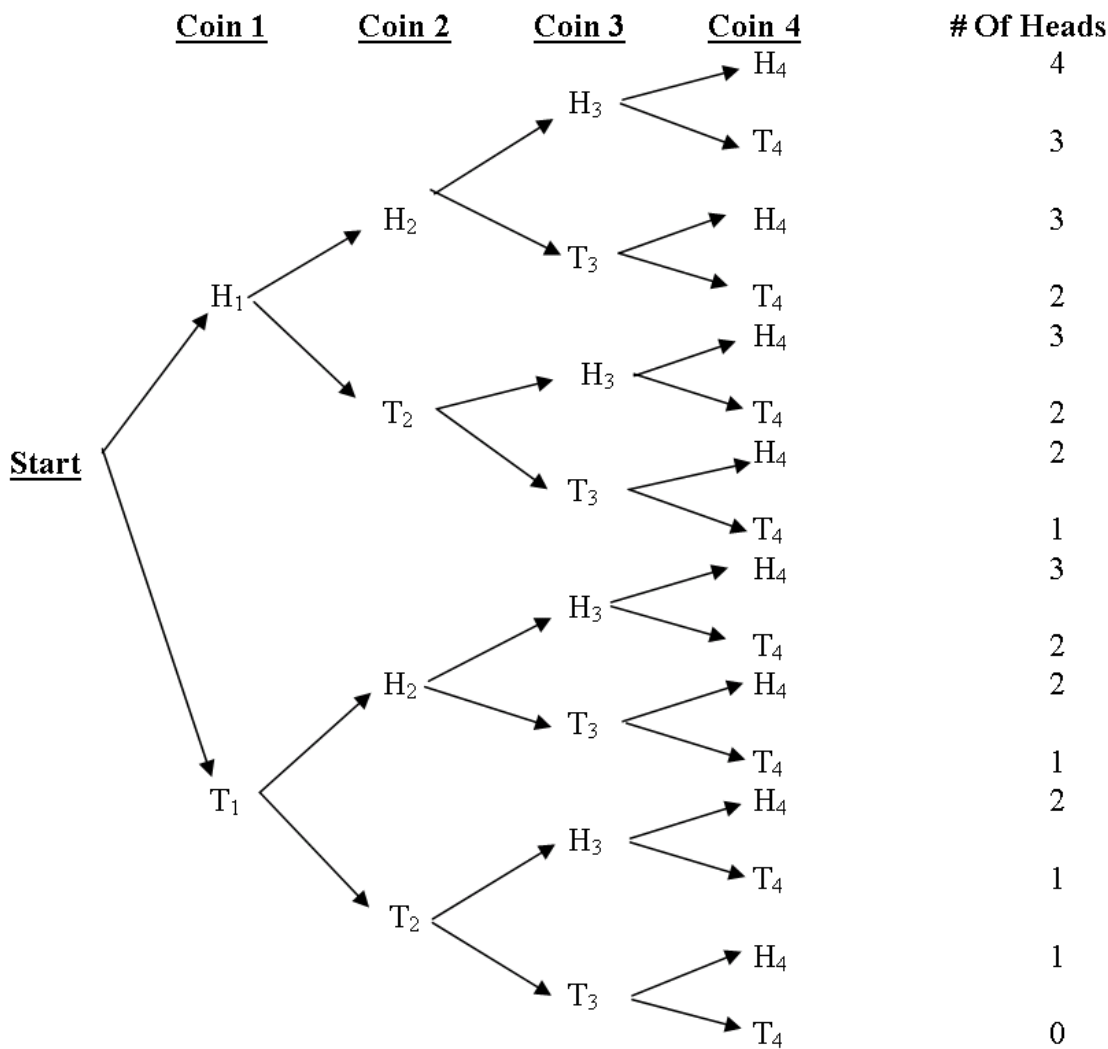 Coin 1 Coin 2 Coin 3 Coin 4 # Of Heads
H₄ 4
H₃
T₄ 3
H₂ H₄ 3
T₃
H₁ T₄ 2
H₄ 3
H₃
T₂ T₄ 2
Start H₄ 2
T₃
T₄ 1
H₄ 3
H₃
T₄ 2
H₂ H₄ 2
T₃
T₄ 1
T₁ H₄ 2
H₃
T₄ 1
T₂
H₄ 1
T₃
T₄ 0